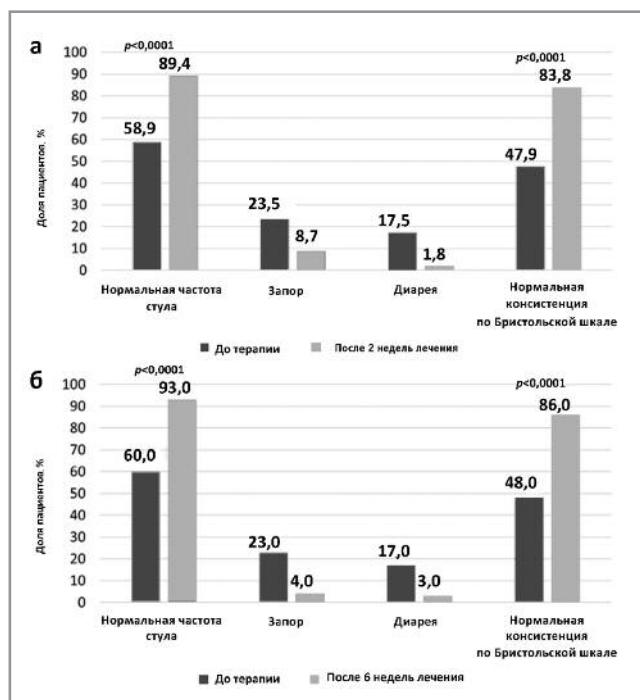 а
Доля пациентов, %
100
90
80
70
60
50
40
30
20
10
0
p<0,0001
58,9
89,4
23,5
8,7
17,5
1,8
p<0,0001
47,9
83,8
Нормальная частота
стула
Запор
Диарея
Нормальная
консистенция
по Бристольской шкале
До терапии
После 2 недель лечения
б
Доля пациентов, %
100
90
80
70
60
50
40
30
20
10
0
p<0,0001
60,0
93,0
23,0
4,0
17,0
3,0
p<0,0001
48,0
86,0
Нормальная частота
стула
Запор
Диарея
Нормальная
консистенция
по Бристольской шкале
До терапии
После 6 недель лечения